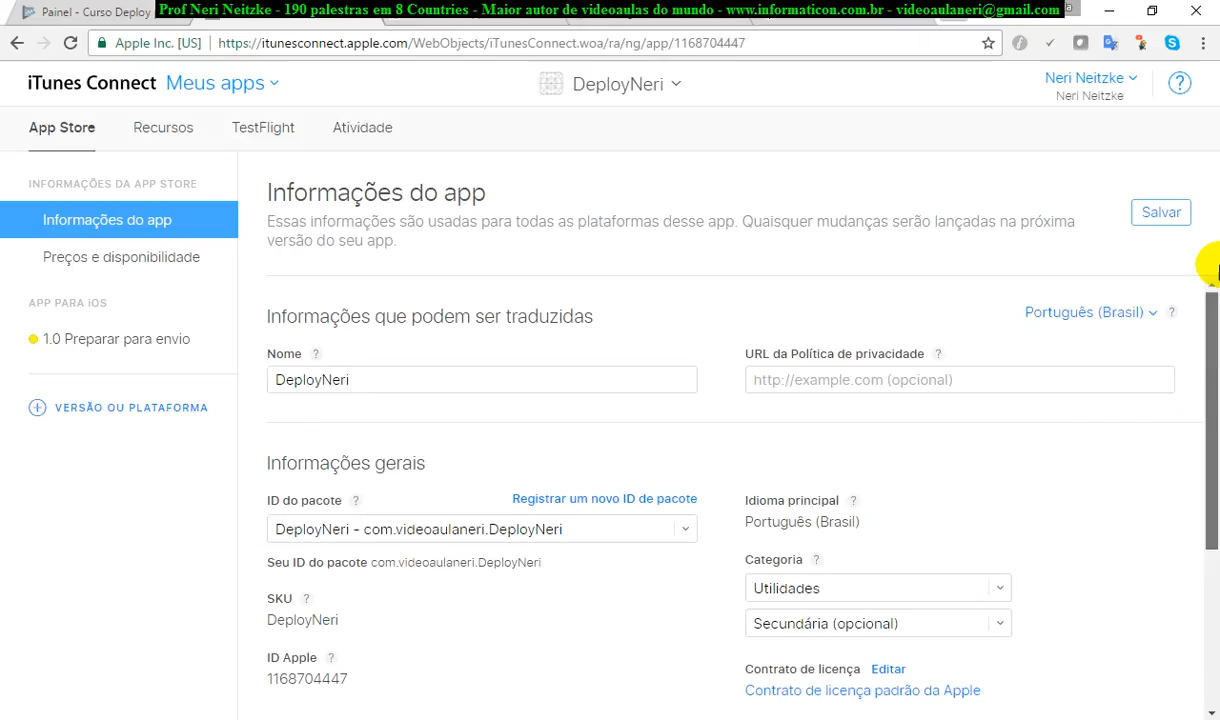 Painel - Curso Deploy
Prof Neri Neitzke - 190 palestras em 8 Countries - Maior autor de videoaulas do mundo - www.informaticon.com.br - videoaulaneri@gmail.com
Apple Inc. [US]
https://itunesconnect.apple.com/WebObjects/iTunesConnect.woa/ra/ng/app/1168704447
iTunes Connect Meus apps
DeployNeri
Neri Neitzke
Neri Neitzke
?
App Store Recursos TestFlight Atividade
INFORMAÇÕES DA APP STORE
Informações do app
Preços e disponibilidade
APP PARA iOS
1.0 Preparar para envio
VERSÃO OU PLATAFORMA
Informações do app
Essas informações são usadas para todas as plataformas desse app. Quaisquer mudanças serão lançadas na próxima
versão do seu app.
Salvar
Informações que podem ser traduzidas
Português (Brasil) ?
Nome ?
DeployNeri
URL da Política de privacidade ?
http://example.com (opcional)
Informações gerais
ID do pacote ? Registrar um novo ID de pacote
DeployNeri - com.videoaulaneri.DeployNeri
Seu ID do pacote com.videoaulaneri.DeployNeri
SKU ?
DeployNeri
ID Apple ?
1168704447
Idioma principal ?
Português (Brasil)
Categoria ?
Utilidades
Secundária (opcional)
Contrato de licença Editar
Contrato de licença padrão da Apple